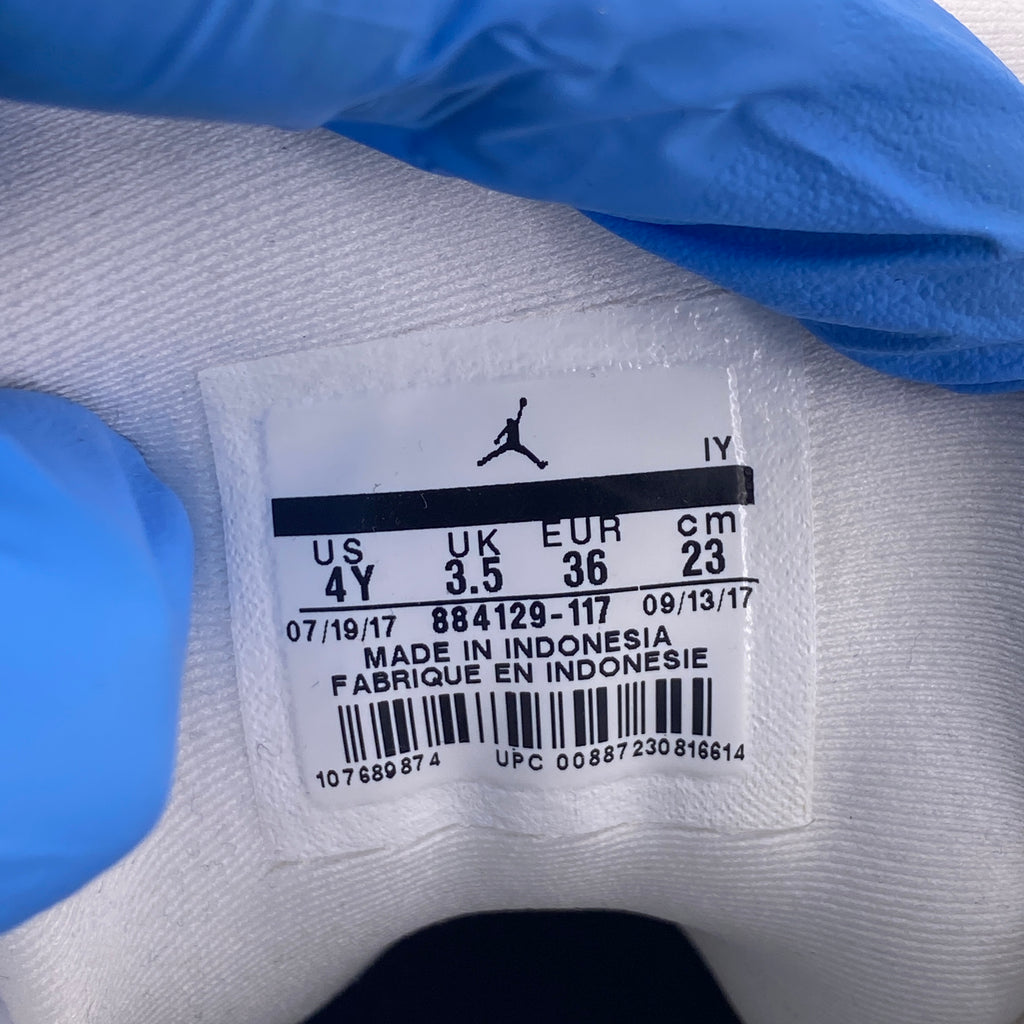 IY
US UK EUR cm
4Y 3.5 36 23
07/19/17 884129-117 09/13/17
MADE IN INDONESIA
FABRIQUE EN INDONESIE
107689874 UPC 00887230816614